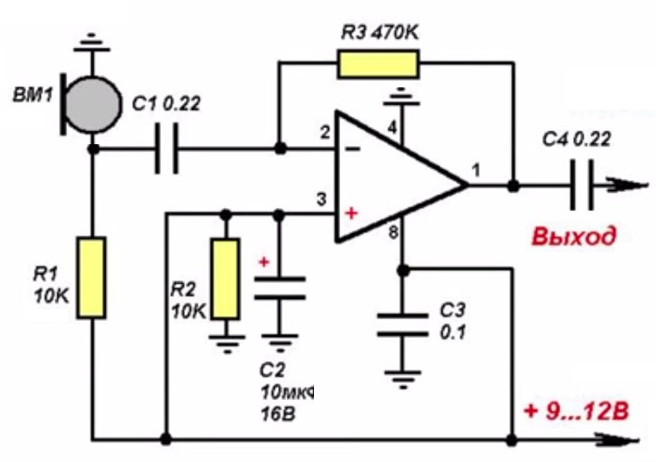 R3 470K
BM1
C1 0.22
2
4
C4 0.22
1
3
+
8
Выход
R1
10K
R2
10K
+
C3
0.1
C2
10мкФ
16В
+ 9...12В